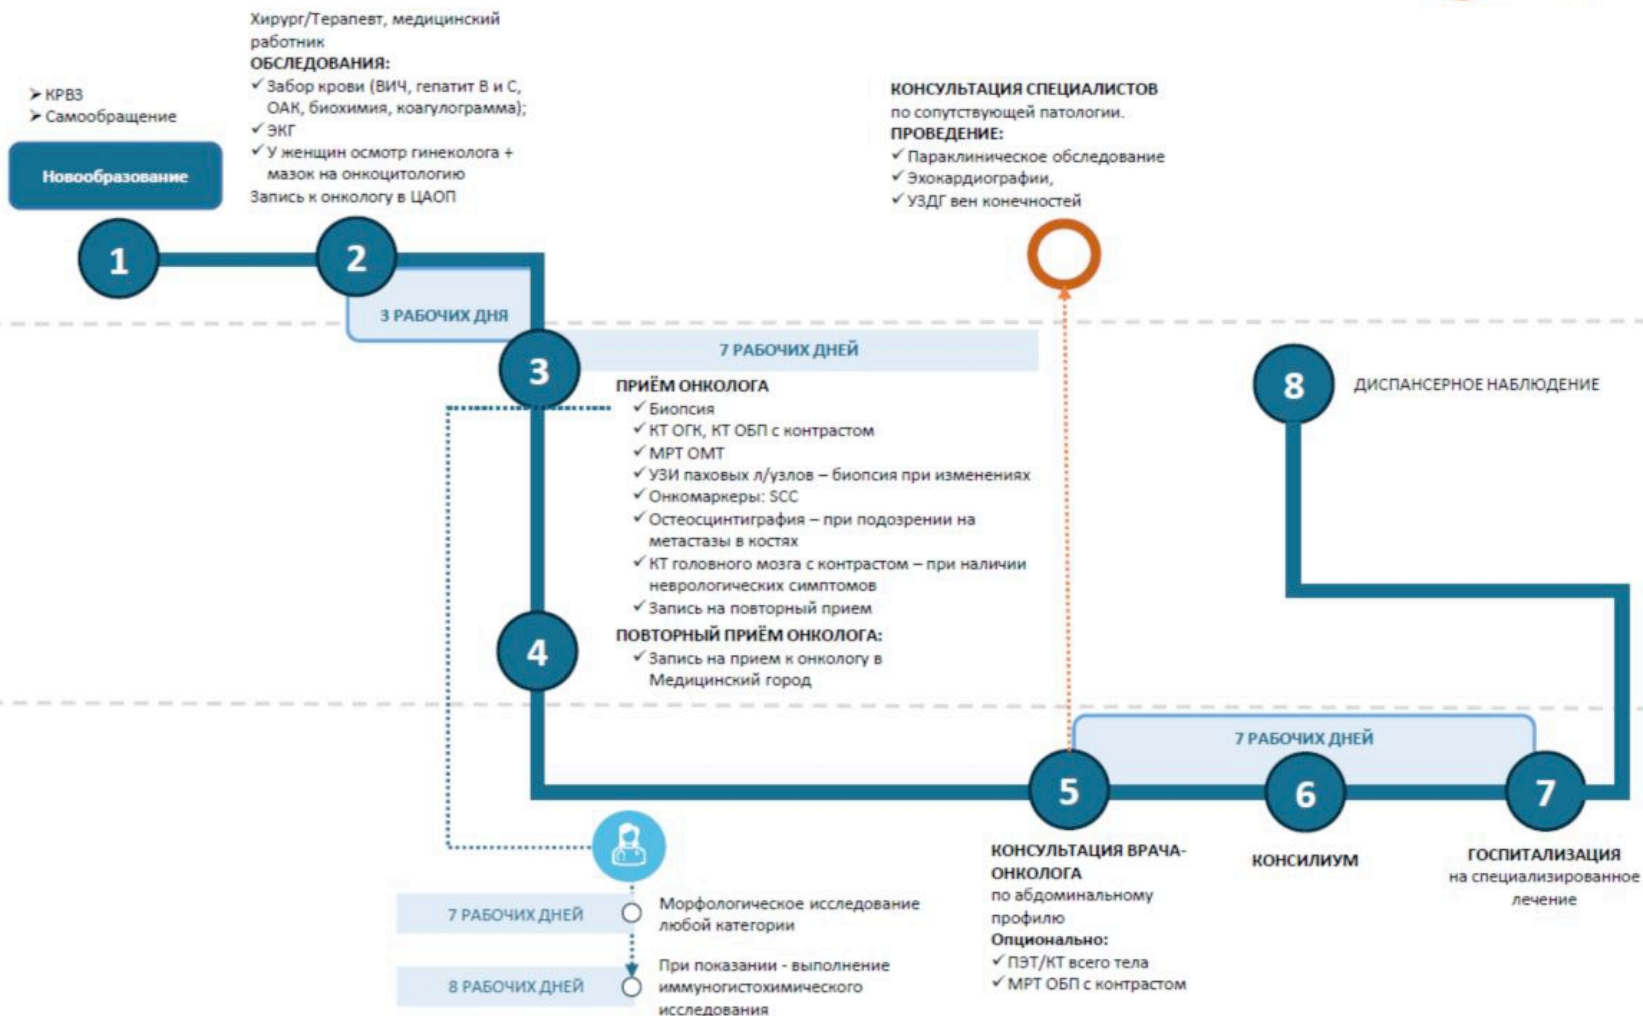 ➢ КРВЗ
➢ Самообращение
Новообразование
1
Хирург/Терапевт, медицинский
работник
ОБСЛЕДОВАНИЯ:
✓ Забор крови (ВИЧ, гепатит В и С,
ОАК, биохимия, коагулограмма);
✓ ЭКГ
✓ У женщин осмотр гинеколога +
мазок на онкоцитологию
Запись к онкологу в ЦАОП
2
3 РАБОЧИХ ДНЯ
КОНСУЛЬТАЦИЯ СПЕЦИАЛИСТОВ
по сопутствующей патологии.
ПРОВЕДЕНИЕ:
✓ Параклиническое обследование
✓ Эхокардиографии,
✓ УЗДГ вен конечностей
3
7 РАБОЧИХ ДНЕЙ
ПРИЁМ ОНКОЛОГА
✓ Биопсия
✓ КТ ОГК, КТ ОБП с контрастом
✓ МРТ ОМТ
✓ УЗИ паховых л/узлов – биопсия при изменениях
✓ Онкомаркеры: SCC
✓ Остеосцинтиграфия – при подозрении на
метастазы в костях
✓ КТ головного мозга с контрастом – при наличии
неврологических симптомов
✓ Запись на повторный прием
4
ПОВТОРНЫЙ ПРИЁМ ОНКОЛОГА:
✓ Запись на прием к онкологу в
Медицинский город
8
ДИСПАНСЕРНОЕ НАБЛЮДЕНИЕ
7 РАБОЧИХ ДНЕЙ
5
6
7
КОНСУЛЬТАЦИЯ ВРАЧА-
ОНКОЛОГА
по абдоминальному
профилю
Опционально:
✓ ПЭТ/КТ всего тела
✓ МРТ ОБП с контрастом
КОНСИЛИУМ
ГОСПИТАЛИЗАЦИЯ
на специализированное
лечение
7 РАБОЧИХ ДНЕЙ
Морфологическое исследование
любой категории
8 РАБОЧИХ ДНЕЙ
При показании - выполнение
иммуногистохимического
исследования